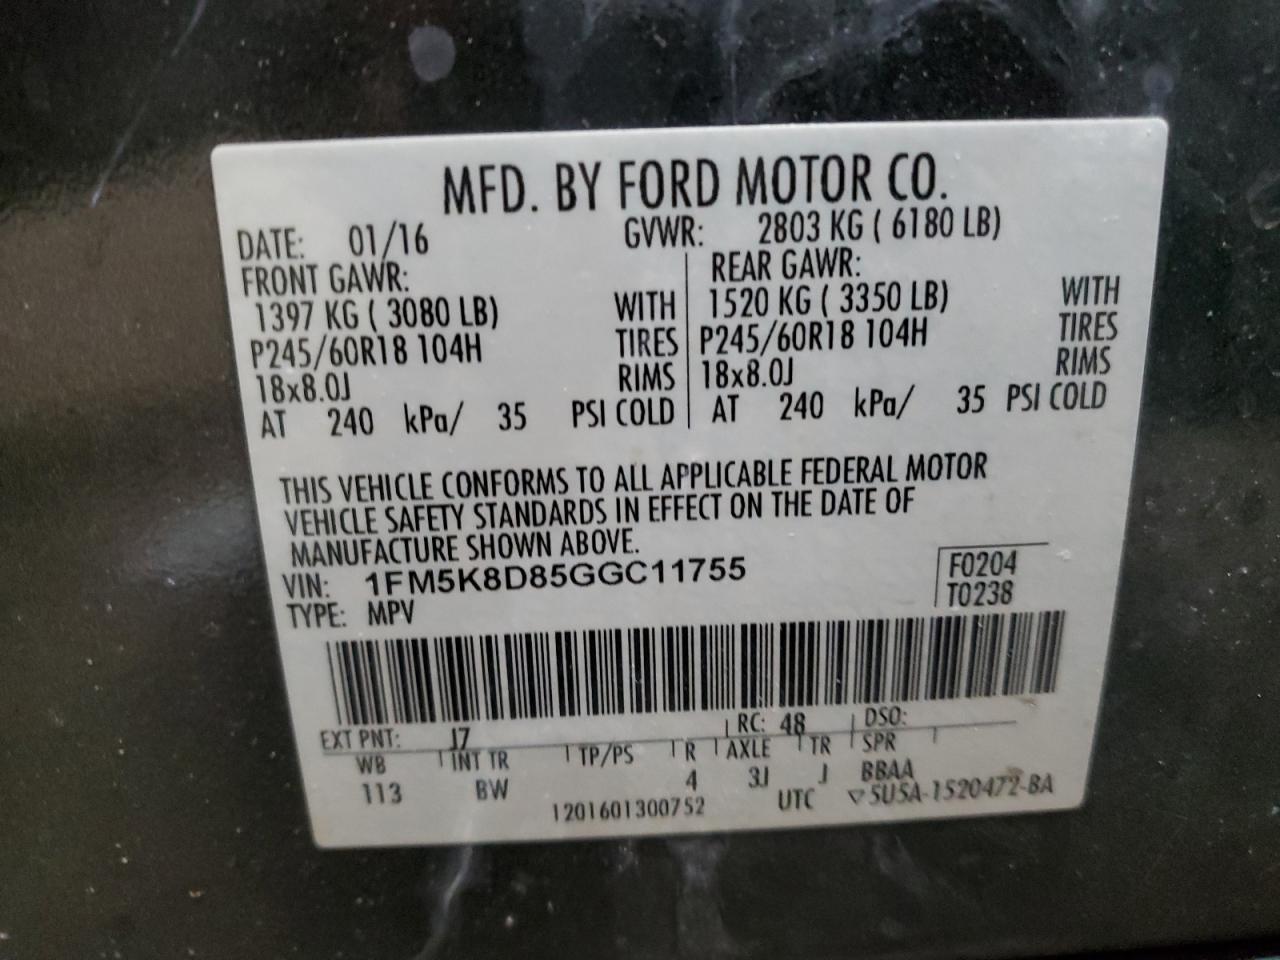 MFD. BY FORD MOTOR CO.
DATE: 01/16 GVWR: 2803 KG ( 6180 LB)
FRONT GAWR: REAR GAWR:
1397 KG ( 3080 LB) WITH 1520 KG ( 3350 LB) WITH
P245/60R18 104H TIRES P245/60R18 104H TIRES
18x8.0J RIMS 18x8.0J RIMS
AT 240 kPa/ 35 PSI COLD AT 240 kPa/ 35 PSI COLD
THIS VEHICLE CONFORMS TO ALL APPLICABLE FEDERAL MOTOR
VEHICLE SAFETY STANDARDS IN EFFECT ON THE DATE OF
MANUFACTURE SHOWN ABOVE.
VIN: 1FM5K8D85GGC11755 F0204
TYPE: MPV T0238
EXT PNT: J7 RC: 48 DSO:
WB INT TR TP/PS R AXLE TR SPR
113 BW 4 3J J BBAA
1201601300752 UTC ▽5U5A-1520472-BA